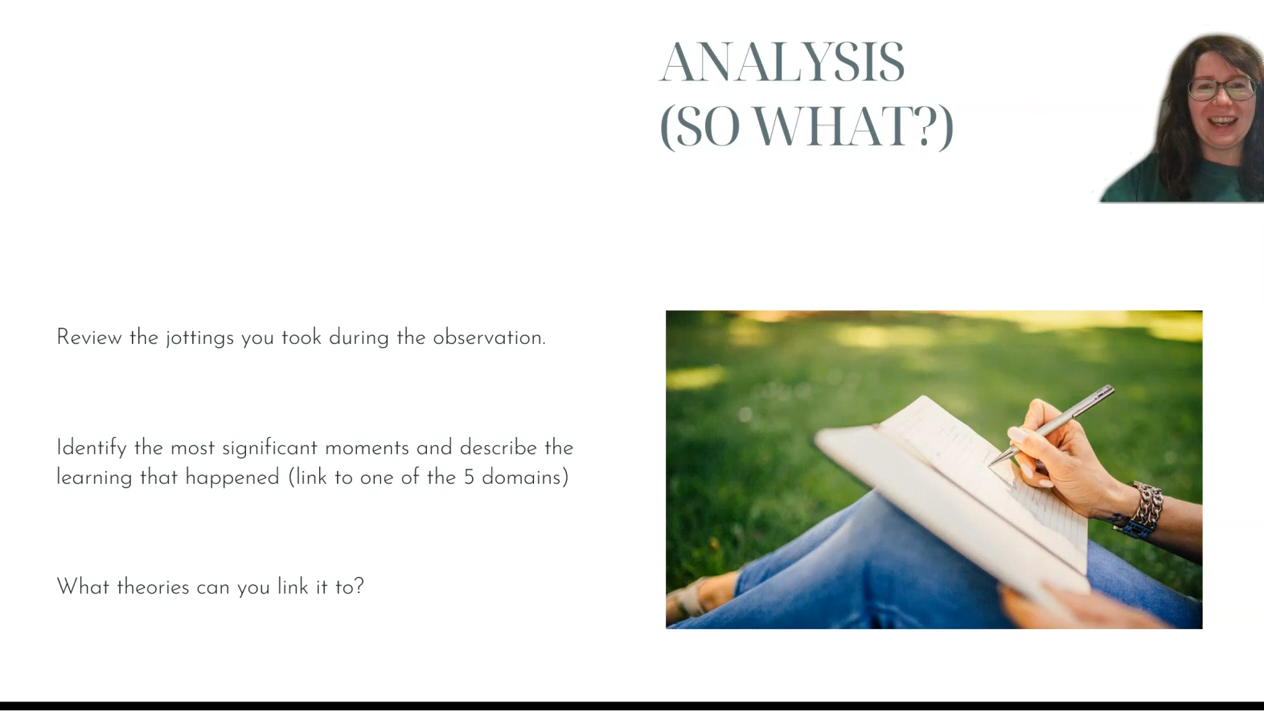 ANALYSIS
(SO WHAT?)
Review the jottings you took during the observation.
Identify the most significant moments and describe the
learning that happened (link to one of the 5 domains)
What theories can you link it to?